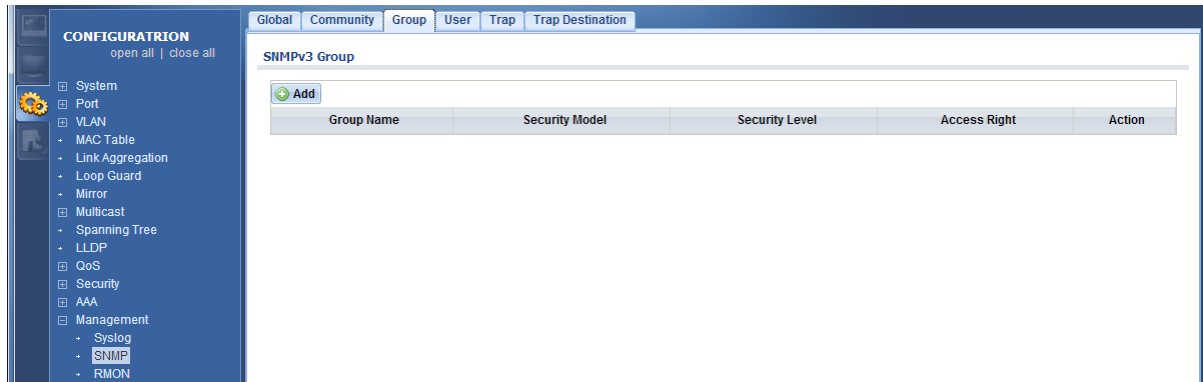 Global Community Group User Trap Trap Destination
CONFIGURATRION
open all | close all
System
Port
VLAN
MAC Table
Link Aggregation
Loop Guard
Mirror
Multicast
Spanning Tree
LLDP
QoS
Security
AAA
Management
Syslog
SNMP
RMON
SNMPv3 Group
Add
Group Name Security Model Security Level Access Right Action